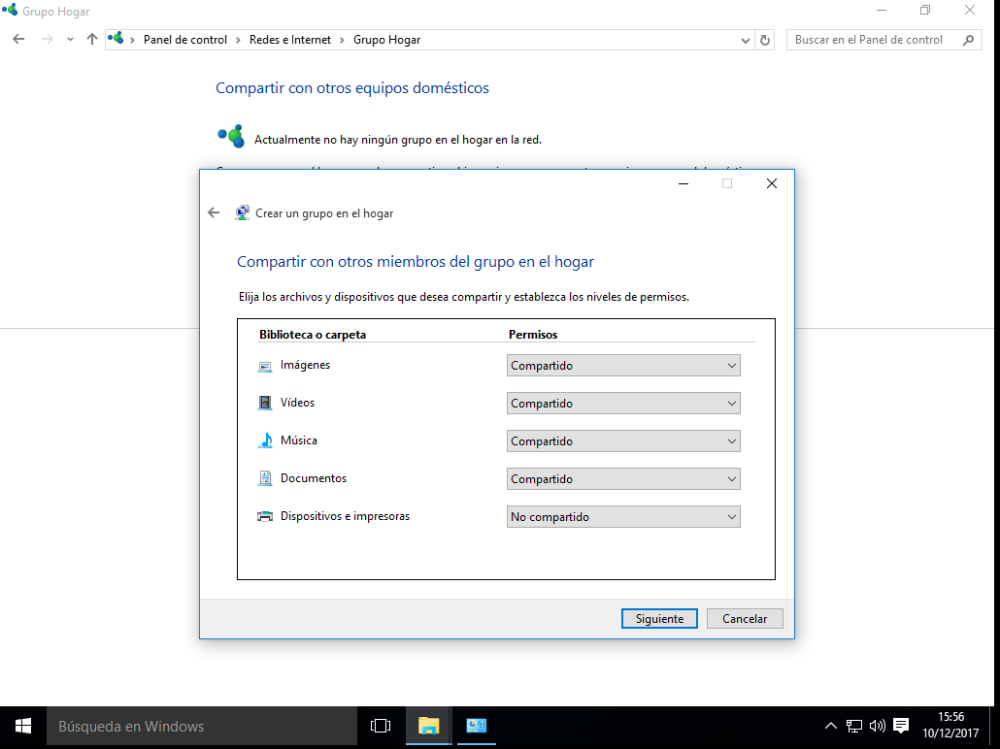 Grupo Hogar
Panel de control > Redes e Internet > Grupo Hogar
Buscar en el Panel de control
Compartir con otros equipos domésticos
Actualmente no hay ningún grupo en el hogar en la red.
Crear un grupo en el hogar
Compartir con otros miembros del grupo en el hogar
Elija los archivos y dispositivos que desea compartir y establezca los niveles de permisos.
Biblioteca o carpeta Permisos
Imágenes Compartido
Vídeos Compartido
Música Compartido
Documentos Compartido
Dispositivos e impresoras No compartido
Siguiente Cancelar
Búsqueda en Windows
15:56
10/12/2017